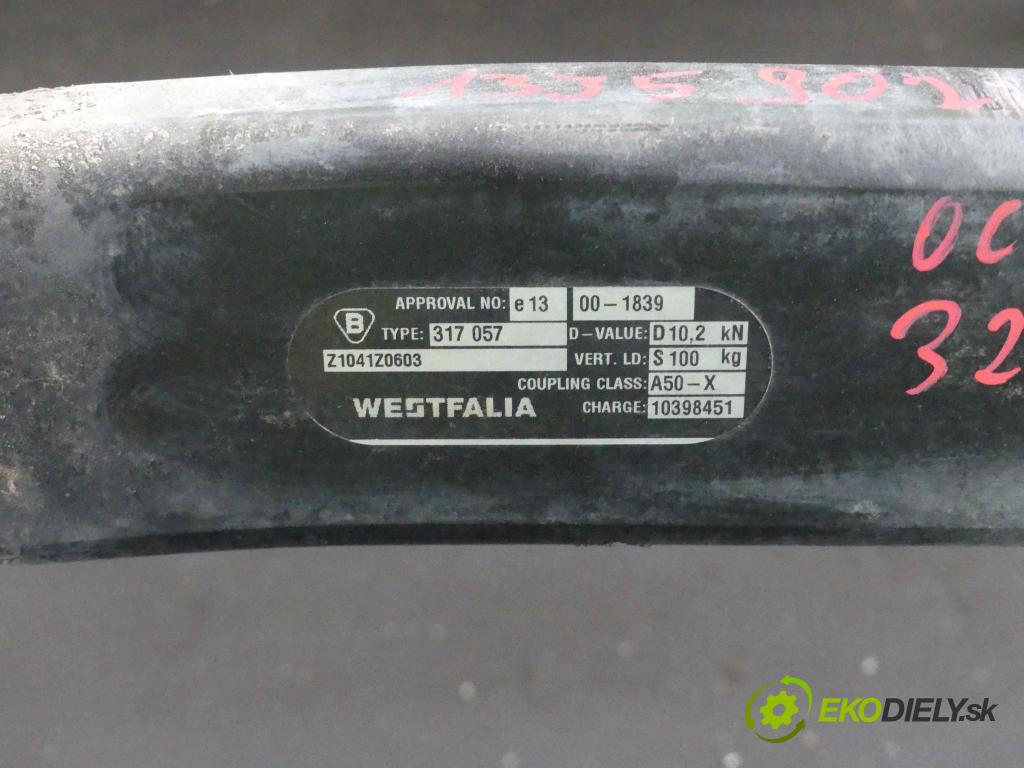 1335 902
OC
32
APPROVAL NO: e 13 00-1839
B TYPE: 317 057 D-VALUE: D 10,2 kN
Z1041Z0603 VERT. LD: S 100 kg
COUPLING CLASS: A50-X
WESTFALIA CHARGE: 10398451
EKODIELY.sk